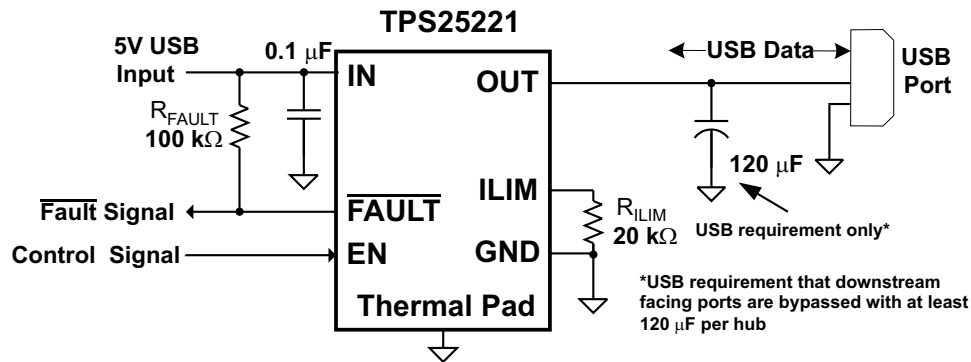 TPS25221
5V USB
Input
0.1 μF
USB Data
USB
Port
IN
OUT
RFAULT
100 kΩ
120 μF
ILIM
Fault Signal
FAULT
RILIM
20 kΩ
USB requirement only*
Control Signal
EN
GND
Thermal Pad
*USB requirement that downstream
facing ports are bypassed with at least
120 μF per hub